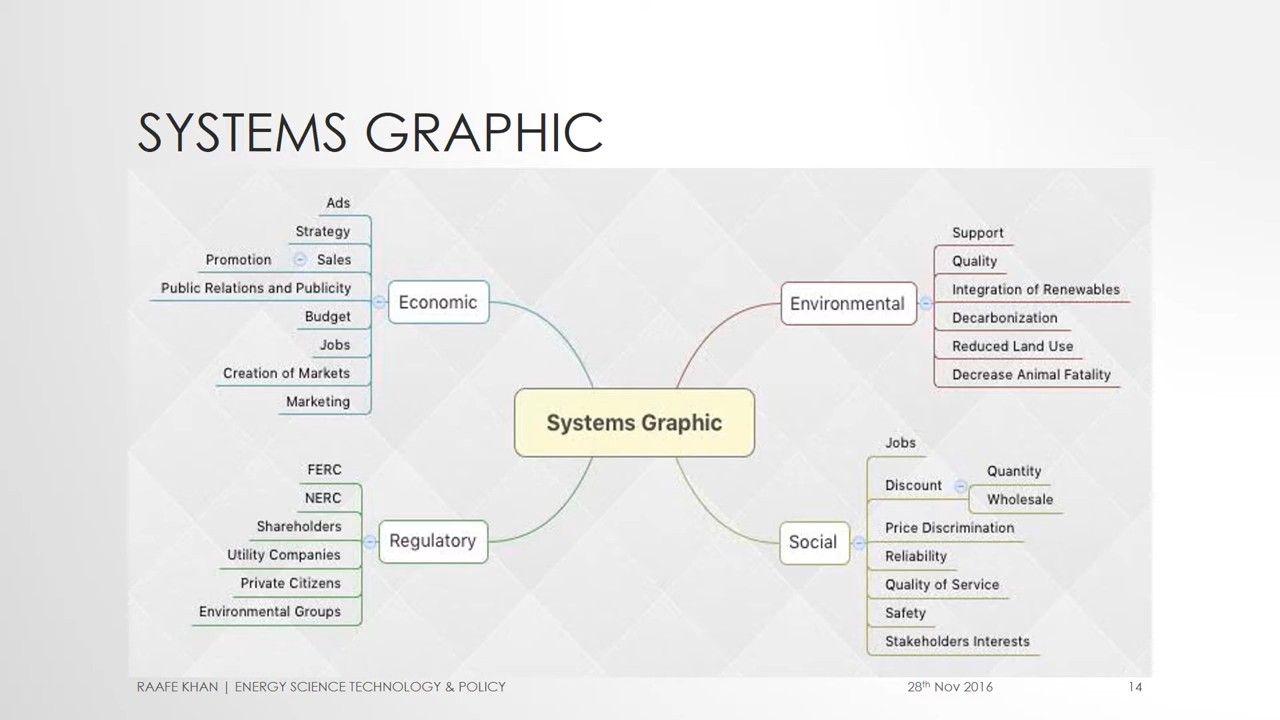 SYSTEMS GRAPHIC
Ads
Strategy
Promotion
Sales
Public Relations and Publicity
Budget
Jobs
Creation of Markets
Marketing
Economic
Environmental
Support
Quality
Integration of Renewables
Decarbonization
Reduced Land Use
Decrease Animal Fatality
Systems Graphic
FERC
NERC
Shareholders
Utility Companies
Private Citizens
Environmental Groups
Regulatory
Social
Jobs
Discount
Quantity
Wholesale
Price Discrimination
Reliability
Quality of Service
Safety
Stakeholders Interests
RAAFE KHAN | ENERGY SCIENCE TECHNOLOGY & POLICY
28th Nov 2016
14